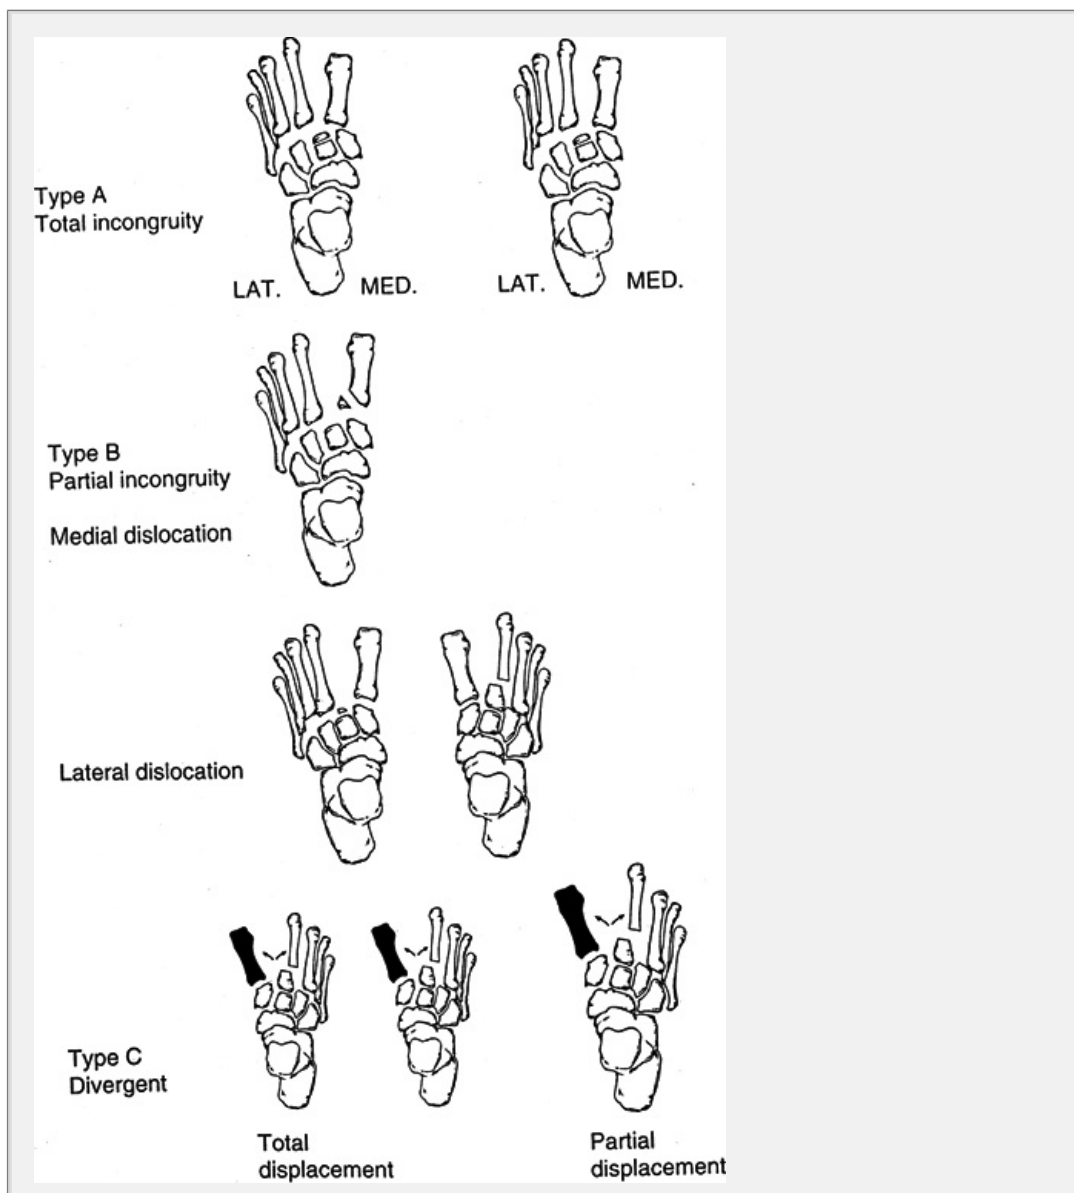 Type A
Total incongruity
LAT. MED. LAT. MED.
Type B
Partial incongruity
Medial dislocation
Lateral dislocation
Type C
Divergent
Total
displacement
Partial
displacement